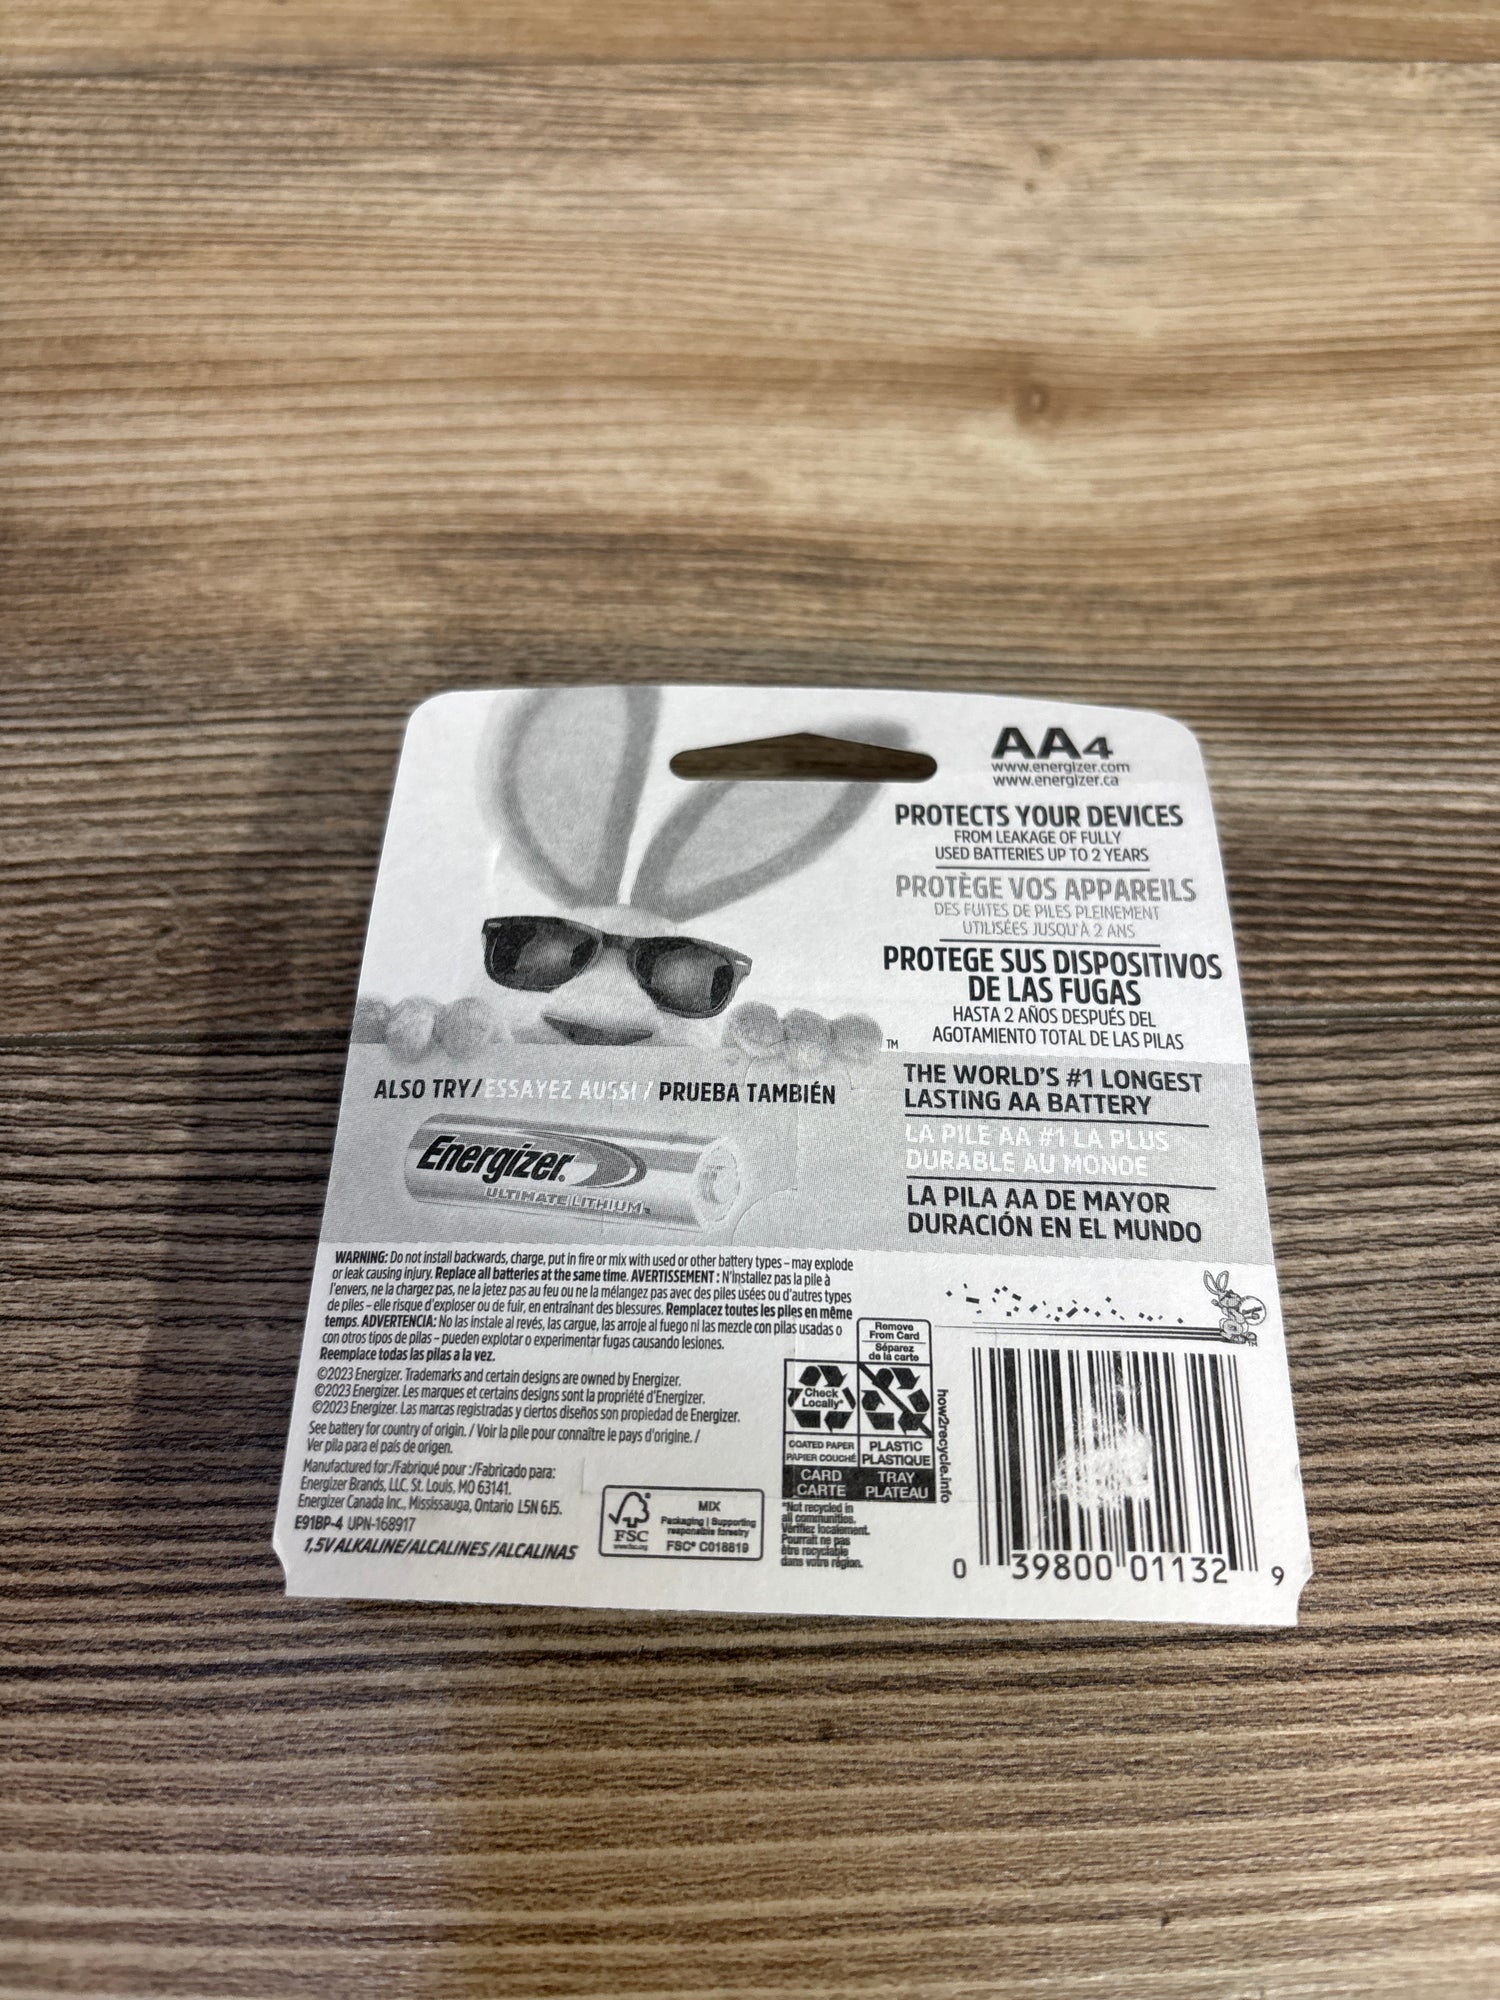 AA4
www.energizer.com
www.energizer.ca
PROTECTS YOUR DEVICES
FROM LEAKAGE OF FULLY
USED BATTERIES UP TO 2 YEARS
PROTÈGE VOS APPAREILS
DES FUITES DE PILES PLEINEMENT
UTILISÉES JUSQU'À 2 ANS
PROTEGE SUS DISPOSITIVOS
DE LAS FUGAS
HASTA 2 AÑOS DESPUÉS DEL
AGOTAMIENTO TOTAL DE LAS PILAS
TM
ALSO TRY/ESSAYEZ AUSSI/PRUEBA TAMBIÉN
Energizer®
ULTIMATE LITHIUM™
THE WORLD'S #1 LONGEST
LASTING AA BATTERY
LA PILE AA #1 LA PLUS
DURABLE AU MONDE
LA PILA AA DE MAYOR
DURACIÓN EN EL MUNDO
WARNING: Do not install backwards, charge, put in fire or mix with used or other battery types – may explode
or leak causing injury. Replace all batteries at the same time. AVERTISSEMENT : N'installez pas la pile à
l'envers, ne la chargez pas, ne la jetez pas au feu ou ne la mélangez pas avec des piles usées ou d'autres types
de piles – elle risque d'exploser ou de fuir, en entraînant des blessures. Remplacez toutes les piles en même
temps. ADVERTENCIA: No las instale al revés, las cargue, las arroje al fuego ni las mezcle con pilas usadas o
con otros tipos de pilas – pueden explotar o experimentar fugas causando lesiones.
Reemplace todas las pilas a la vez.
©2023 Energizer. Trademarks and certain designs are owned by Energizer.
©2023 Energizer. Les marques et certains designs sont la propriété d'Energizer.
©2023 Energizer. Las marcas registradas y ciertos diseños son propiedad de Energizer.
See battery for country of origin. / Voir la pile pour connaître le pays d'origine. /
Ver pila para el país de origen.
Manufactured for:/Fabriqué pour :/Fabricado para:
Energizer Brands, LLC, St. Louis, MO 63141.
Energizer Canada Inc., Mississauga, Ontario L5N 6J5.
E91BP-4 UPN-168917
1,5V ALKALINE/ALCALINES/ALCALINAS
FSC
www.fsc.org
MIX
Packaging | Supporting
responsible forestry
FSC® C018819
Remove
From Card
Séparez
de la carte
Check
Locally*
COATED PAPER
PAPIER COUCHÉ
CARD
CARTE
PLASTIC
PLASTIQUE
TRAY
PLATEAU
how2recycle.info
*Not recycled in
all communities.
Vérifiez localement.
Pourrait ne pas
être recyclable
dans votre région.
TM
0 39800 01132 9